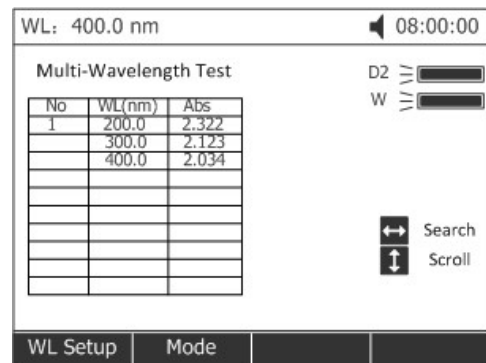 WL: 400.0 nm 08:00:00
Multi-Wavelength Test
D2
W
No WL(nm) Abs
1 200.0 2.322
300.0 2.123
400.0 2.034
Search
Scroll
WL Setup Mode